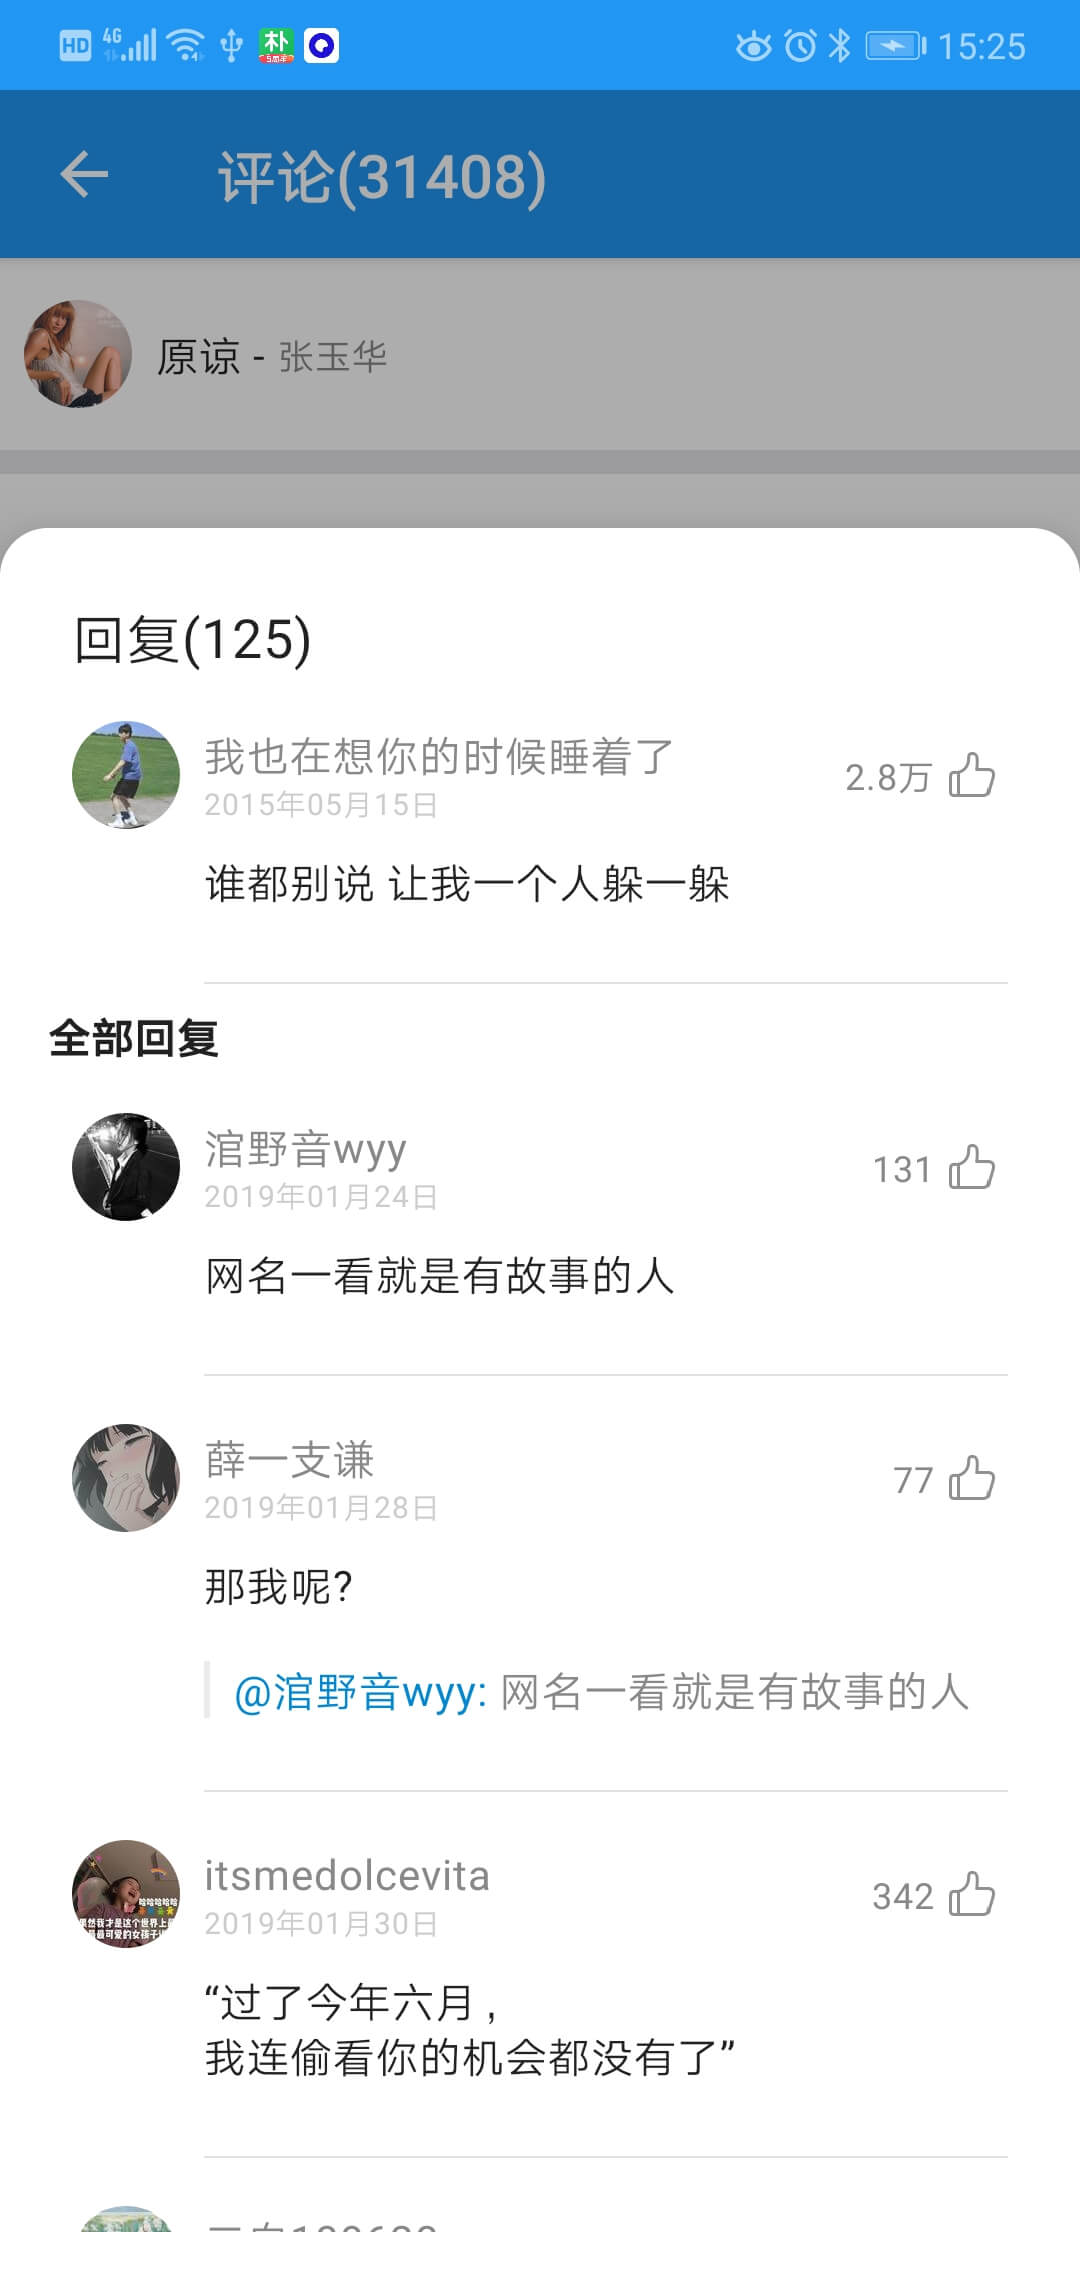 HD 4G 朴 15:25
评论(31408)
原谅 - 张玉华
回复(125)
我也在想你的时候睡着了
2015年05月15日
2.8万
谁都别说 让我一个人躲一躲
全部回复
涫野音wyy
2019年01月24日
131
网名一看就是有故事的人
薛一支谦
2019年01月28日
77
那我呢?
@涫野音wyy: 网名一看就是有故事的人
itsmedolcevita
2019年01月30日
342
“过了今年六月,
我连偷看你的机会都没有了”